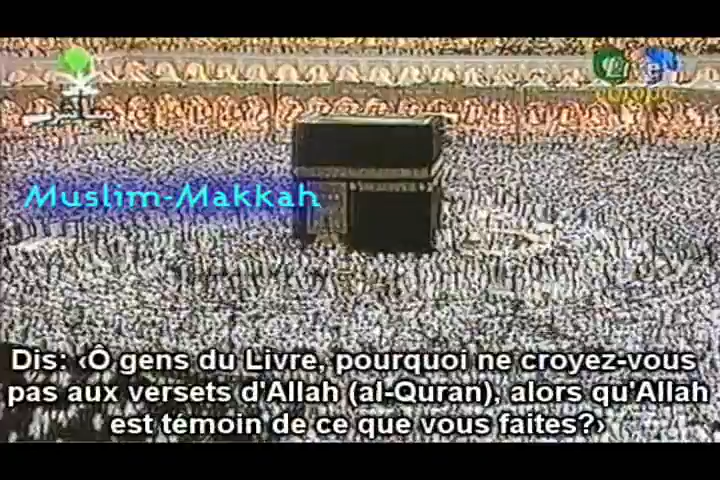 Muslim-Makkah
Dis: ‹Ô gens du Livre, pourquoi ne croyez-vous
pas aux versets d'Allah (al-Quran), alors qu'Allah
est témoin de ce que vous faites?›